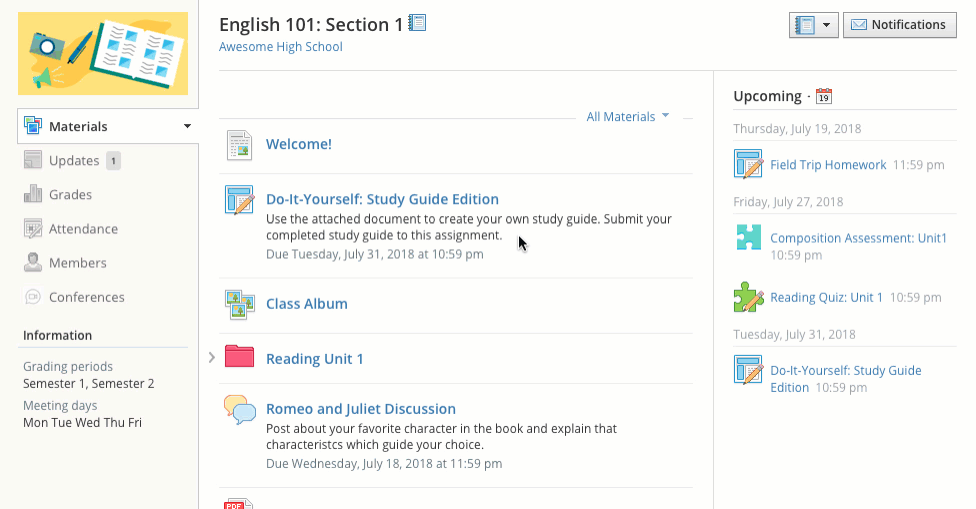 English 101: Section 1
Awesome High School
Notifications
Materials
Updates 1
Grades
Attendance
Members
Conferences
Information
Grading periods
Semester 1, Semester 2
Meeting days
Mon Tue Wed Thu Fri
All Materials
Welcome!
Do-It-Yourself: Study Guide Edition
Use the attached document to create your own study guide. Submit your
completed study guide to this assignment.
Due Tuesday, July 31, 2018 at 10:59 pm
Class Album
Reading Unit 1
Romeo and Juliet Discussion
Post about your favorite character in the book and explain that
characteristcs which guide your choice.
Due Wednesday, July 18, 2018 at 11:59 pm
PDF
Upcoming · 19
Thursday, July 19, 2018
Field Trip Homework 11:59 pm
Friday, July 27, 2018
Composition Assessment: Unit1
10:59 pm
Reading Quiz: Unit 1 10:59 pm
Tuesday, July 31, 2018
Do-It-Yourself: Study Guide
Edition 10:59 pm